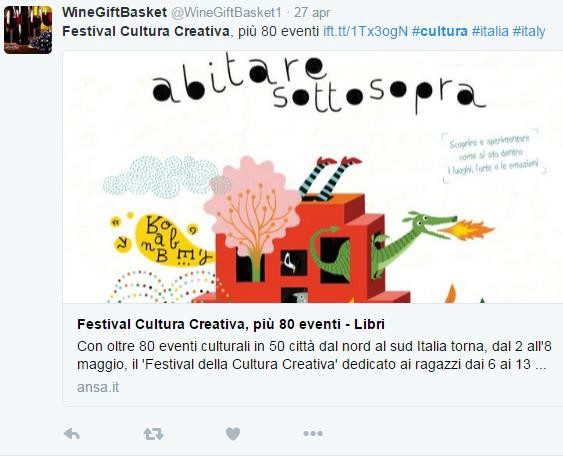 WineGiftBasket @WineGiftBasket1 · 27 apr
Festival Cultura Creativa, più 80 eventi ift.tt/1Tx3ogN #cultura #italia #italy
abitare
sottosopra
Scoprire e sperimentare
come si sta dentro
i luoghi, l'arte e le emozioni
Festival Cultura Creativa, più 80 eventi - Libri
Con oltre 80 eventi culturali in 50 città dal nord al sud Italia torna, dal 2 all'8
maggio, il 'Festival della Cultura Creativa' dedicato ai ragazzi dai 6 ai 13 ...
ansa.it